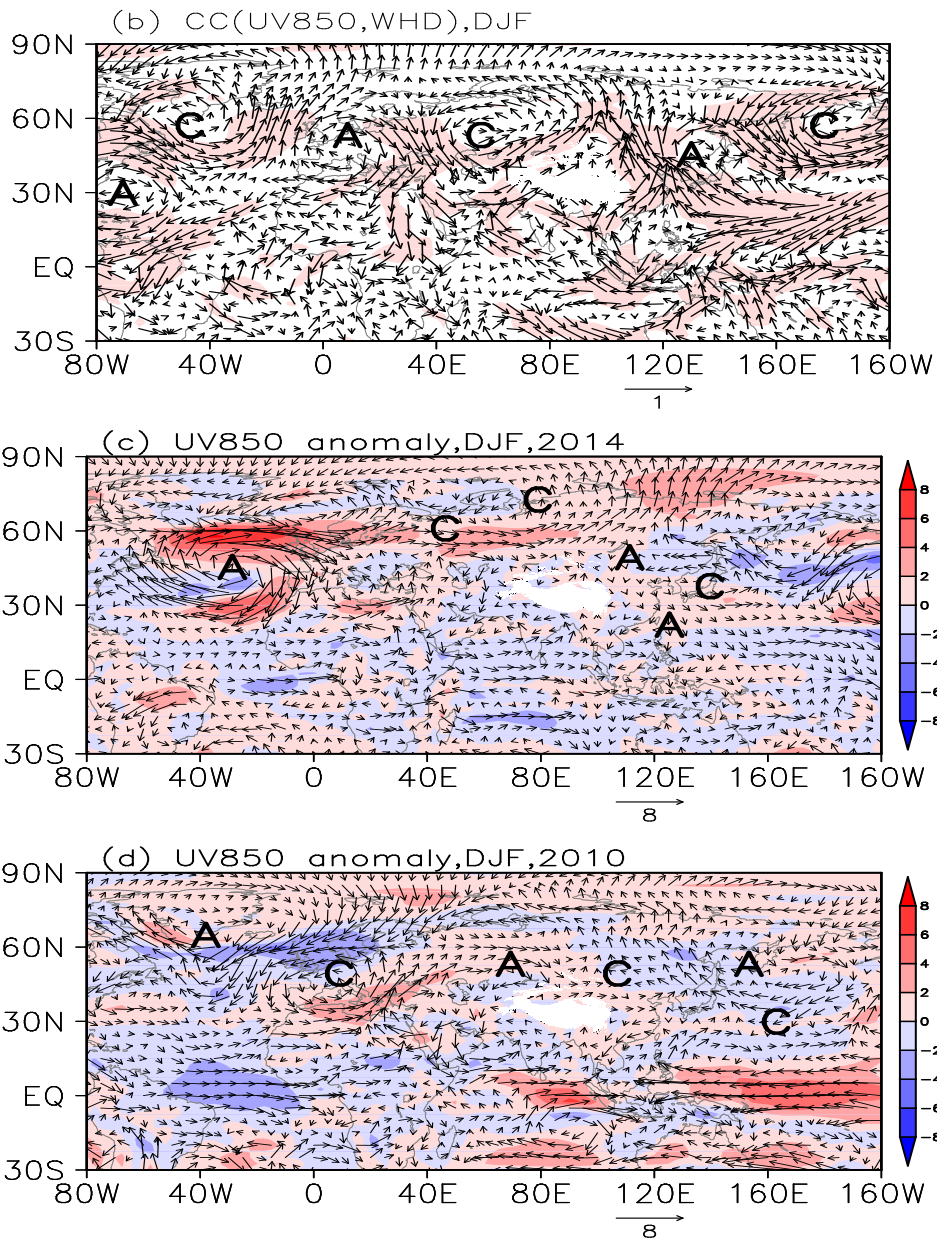 (b) CC(UV850,WHD),DJF
90N
60N
30N
EQ
30S
C
A
C
A
C
A
80W 40W 0 40E 80E 120E 160E 160W
1
(c) UV850 anomaly,DJF,2014
90N
60N
30N
EQ
30S
C
C
A
A
C
A
8
6
4
2
0
-2
-4
-6
-8
80W 40W 0 40E 80E 120E 160E 160W
8
(d) UV850 anomaly,DJF,2010
90N
60N
30N
EQ
30S
A
C
A
C
A
C
8
6
4
2
0
-2
-4
-6
-8
80W 40W 0 40E 80E 120E 160E 160W
8